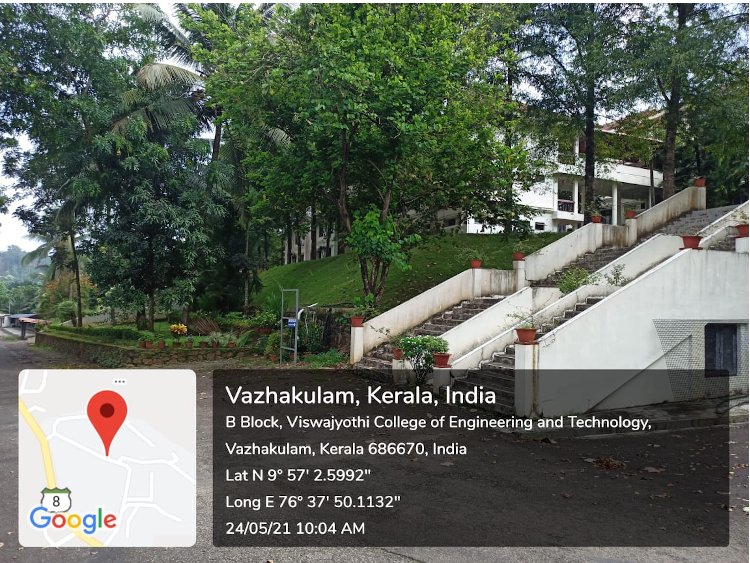 Vazhakulam, Kerala, India
B Block, Viswajyothi College of Engineering and Technology,
Vazhakulam, Kerala 686670, India
Lat N 9° 57' 2.5992"
Long E 76° 37' 50.1132"
24/05/21 10:04 AM
8
Google